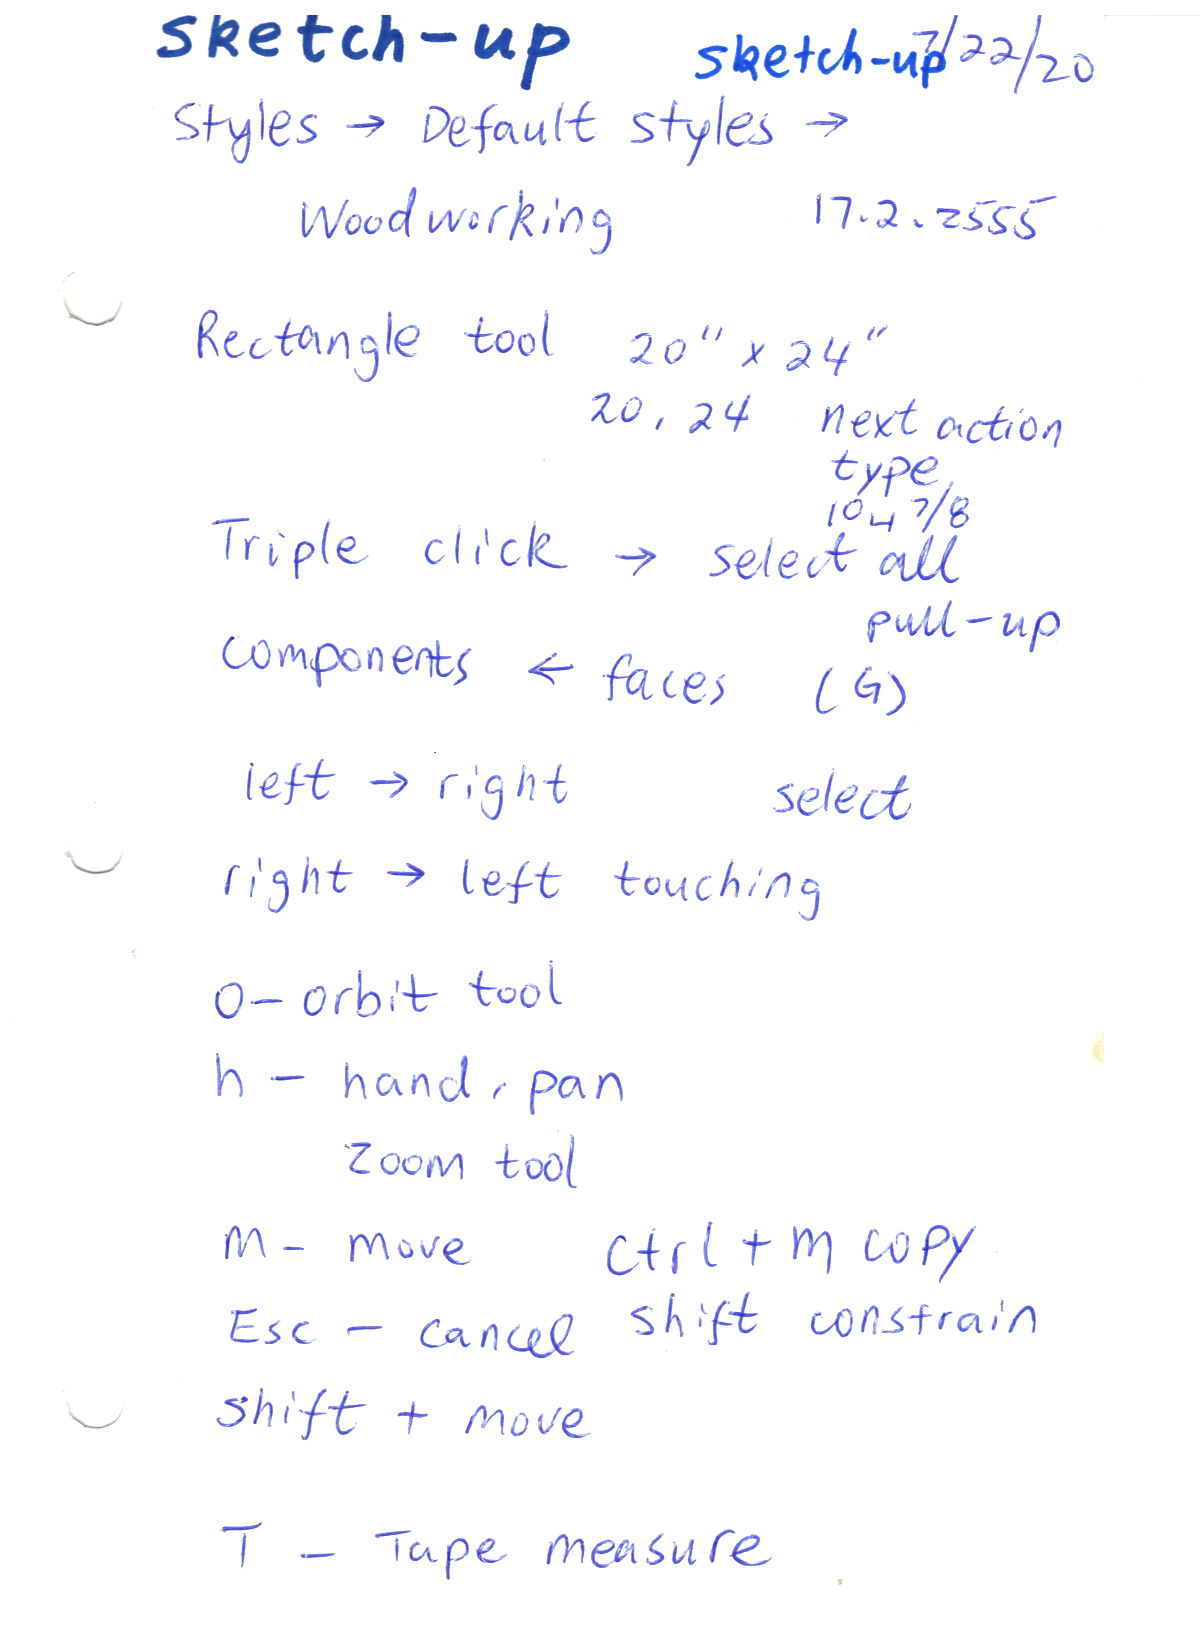 sketch-up
sketch-up 7/22/20
Styles → Default styles →
Woodworking 17.2.2555
Rectangle tool 20" x 24"
20, 24 next action
type
104 7/8
Triple click → select all
pull-up
components ← faces (G)
left → right select
right → left touching
O - orbit tool
h - hand, pan
Zoom tool
M - move Ctrl + m copy
Esc - cancel shift constrain
shift + move
T - Tape measure